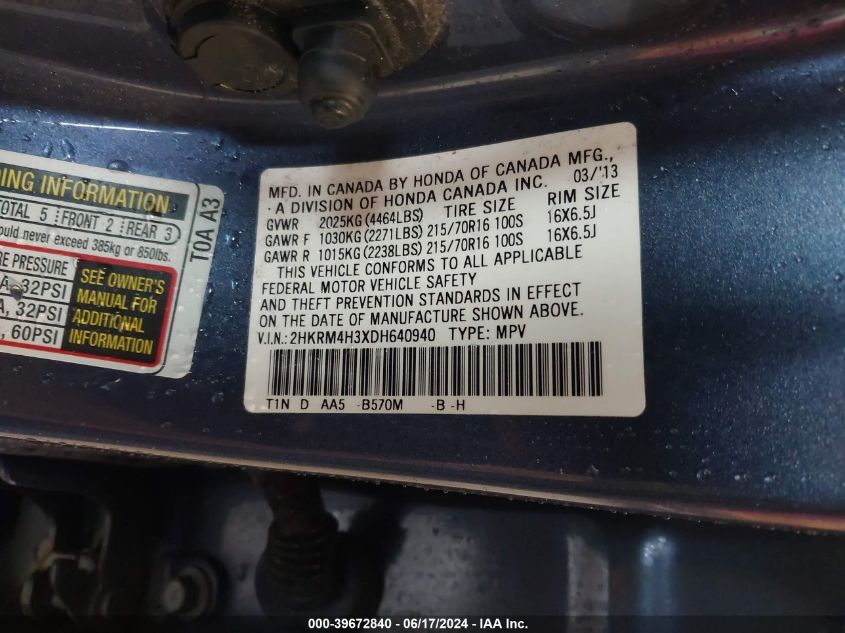 DING INFORMATION
TOTAL 5 FRONT 2 REAR 3
ould never exceed 385kg or 850lbs.
RE PRESSURE
A, 32PSI
A, 32PSI
, 60PSI
SEE OWNER'S
MANUAL FOR
ADDITIONAL
INFORMATION
T0A A3
MFD. IN CANADA BY HONDA OF CANADA MFG.,
· A DIVISION OF HONDA CANADA INC. 03/'13
GVWR 2025KG (4464LBS) TIRE SIZE RIM SIZE
GAWR F 1030KG (2271LBS) 215/70R16 100S 16X6.5J
GAWR R 1015KG (2238LBS) 215/70R16 100S 16X6.5J
THIS VEHICLE CONFORMS TO ALL APPLICABLE
FEDERAL MOTOR VEHICLE SAFETY
AND THEFT PREVENTION STANDARDS IN EFFECT
ON THE DATE OF MANUFACTURE SHOWN ABOVE.
V.I.N.: 2HKRM4H3XDH640940 TYPE: MPV
T1N D AA5 -B570M -B -H
000-39672840 - 06/17/2024 - IAA Inc.